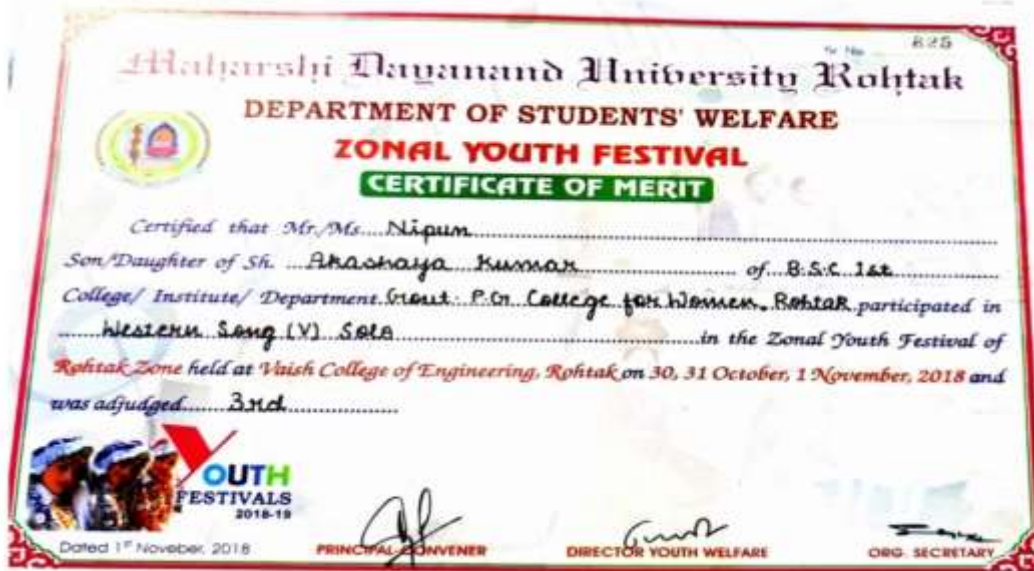 Sr. No. 825
Maharshi Dayanand University Rohtak
DEPARTMENT OF STUDENTS' WELFARE
ZONAL YOUTH FESTIVAL
CERTIFICATE OF MERIT
Certified that Mr./Ms. Nipun
Son/Daughter of Sh. Akashaya Kumar of B.S.C 1st
College/ Institute/ Department Govt. P.G. College for Women. Rohtak participated in
Western Song (V) Solo in the Zonal Youth Festival of
Rohtak Zone held at Vaish College of Engineering, Rohtak on 30, 31 October, 1 November, 2018 and
was adjudged 3rd
YOUTH
FESTIVALS
2018-19
Dated 1st Noveber, 2018 PRINCIPAL-CONVENER DIRECTOR YOUTH WELFARE ORG. SECRETARY